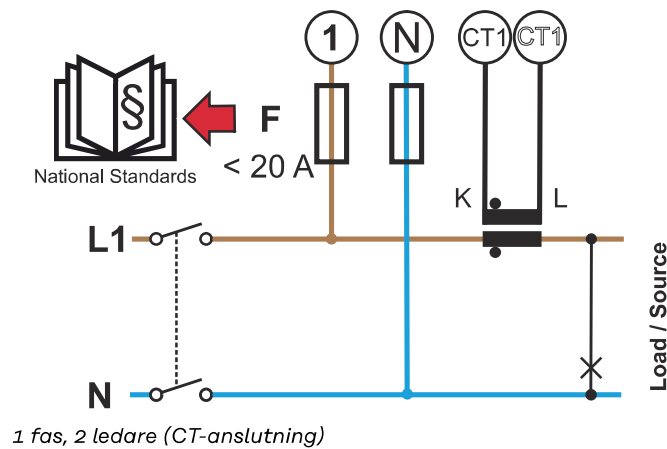 1 N CT1 CT1
§
F
National Standards
< 20 A
K L
L1
N
Load / Source
1 fas, 2 ledare (CT-anslutning)